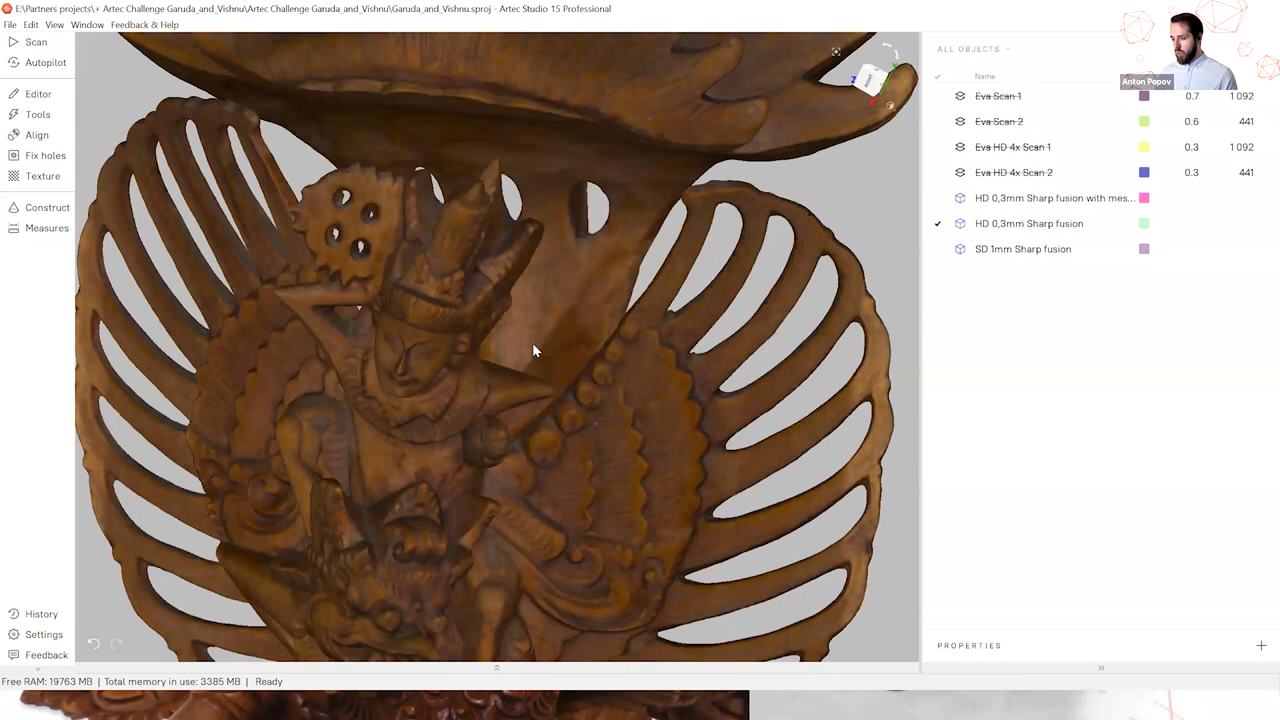 E:\Partners projects\+ Artec Challenge Garuda_and_Vishnu\Artec Challenge Garuda_and_Vishnu\Garuda_and_Vishnu.sproj - Artec Studio 15 Professional
File Edit View Window Feedback & Help
Scan
Autopilot
Editor
Tools
Align
Fix holes
Texture
Construct
Measures
History
Settings
Feedback
Free RAM: 19763 MB | Total memory in use: 3385 MB | Ready
Z
RIGHT
Anton Popov
ALL OBJECTS
Name
Eva Scan 1 0.7 1 092
Eva Scan 2 0.6 441
Eva HD 4x Scan 1 0.3 1 092
Eva HD 4x Scan 2 0.3 441
HD 0,3mm Sharp fusion with mes...
HD 0,3mm Sharp fusion
SD 1mm Sharp fusion
PROPERTIES